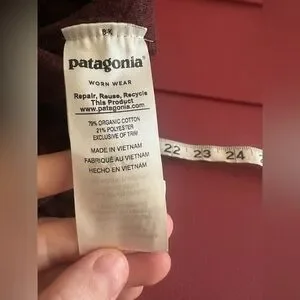 patagonia®
WORN WEAR
Repair, Reuse, Recycle
This Product
www.patagonia.com
79% ORGANIC COTTON
21% POLYESTER
EXCLUSIVE OF TRIM
MADE IN VIETNAM
FABRIQUÉ AU VIETNAM
HECHO EN VIETNAM
22 23 24